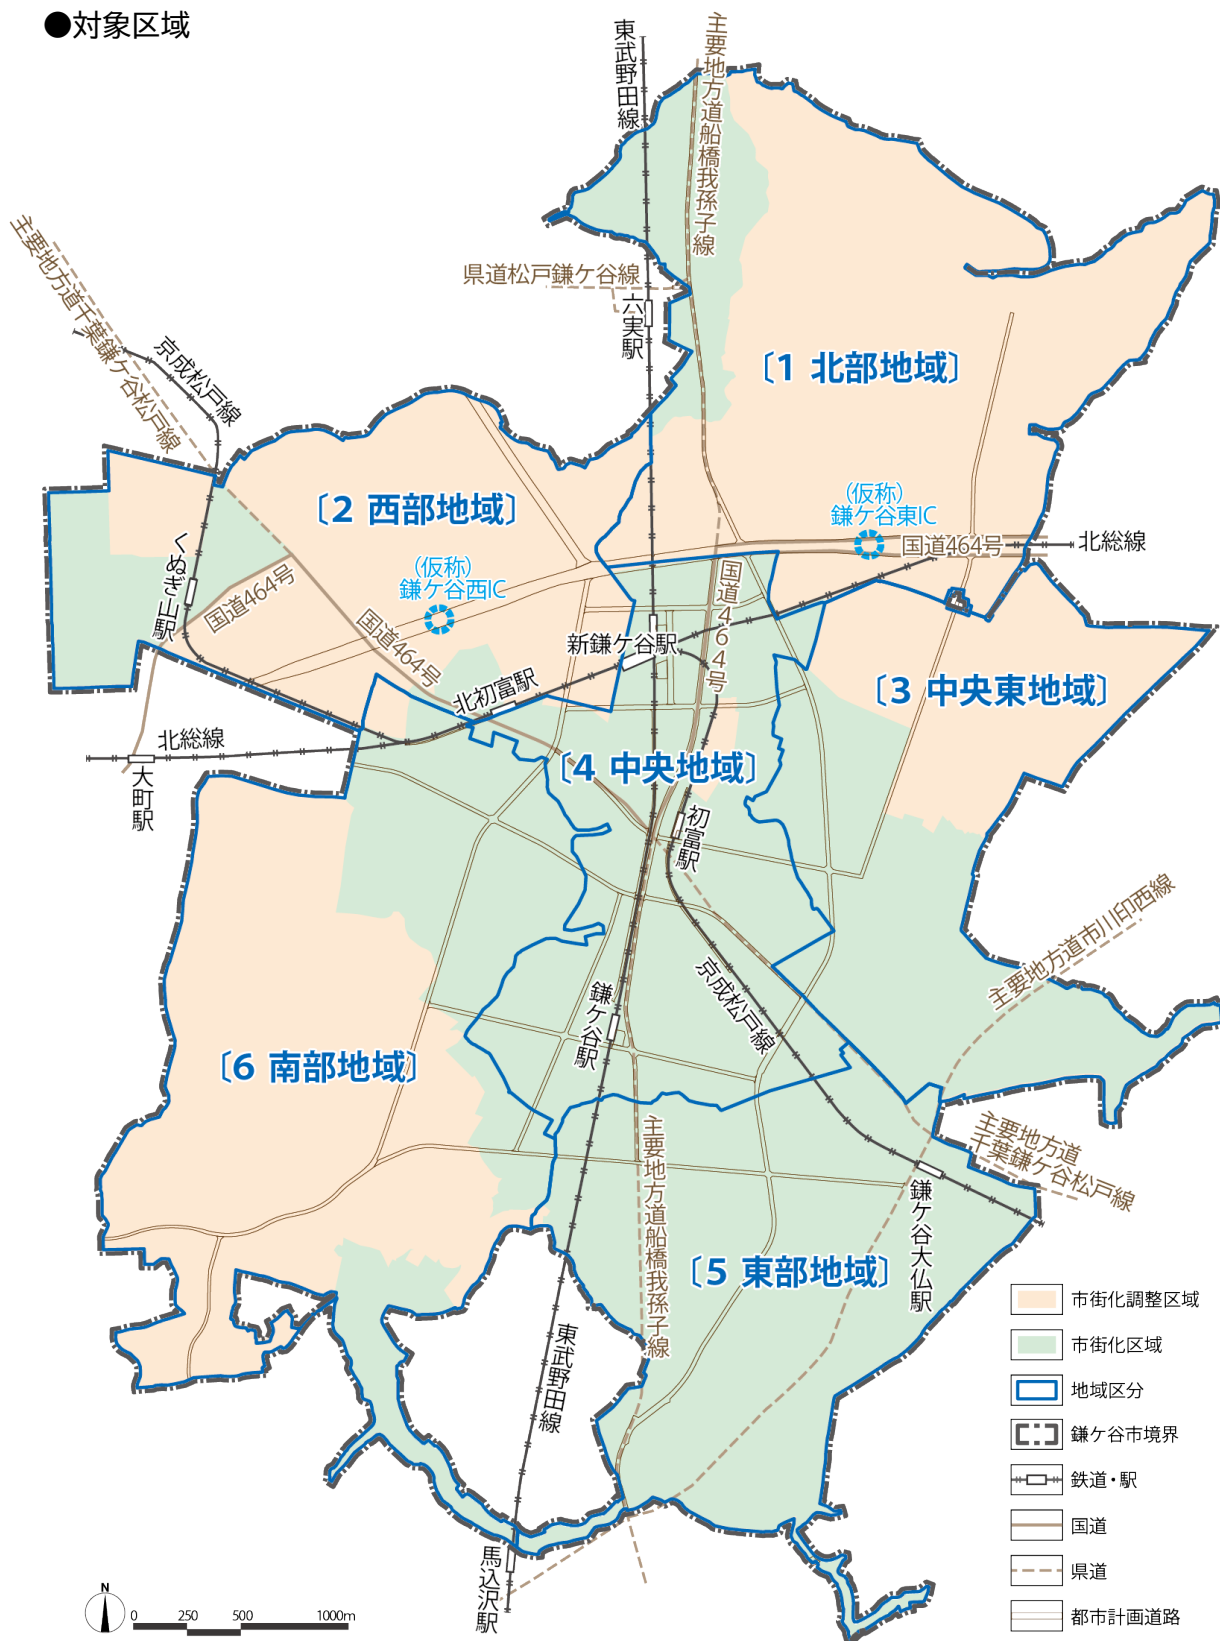 ●対象区域
東武野田線
主要地方道船橋我孫子線
主要地方道千葉鎌ケ谷松戸線
京成松戸線
県道松戸鎌ケ谷線
六実駅
〔1 北部地域〕
〔2 西部地域〕
(仮称)
鎌ケ谷東IC
国道464号
北総線
くぬぎ山駅
国道464号
(仮称)
鎌ケ谷西IC
国道464号
国道464号
新鎌ケ谷駅
北初富駅
〔3 中央東地域〕
北総線
大町駅
〔4 中央地域〕
初富駅
主要地方道市川印西線
京成松戸線
鎌ケ谷駅
〔6 南部地域〕
主要地方道船橋我孫子線
主要地方道
千葉鎌ケ谷松戸線
鎌ケ谷大仏駅
〔5 東部地域〕
東武野田線
馬込沢駅
市街化調整区域
市街化区域
地域区分
鎌ケ谷市境界
鉄道・駅
国道
県道
都市計画道路
N
0 250 500 1000m